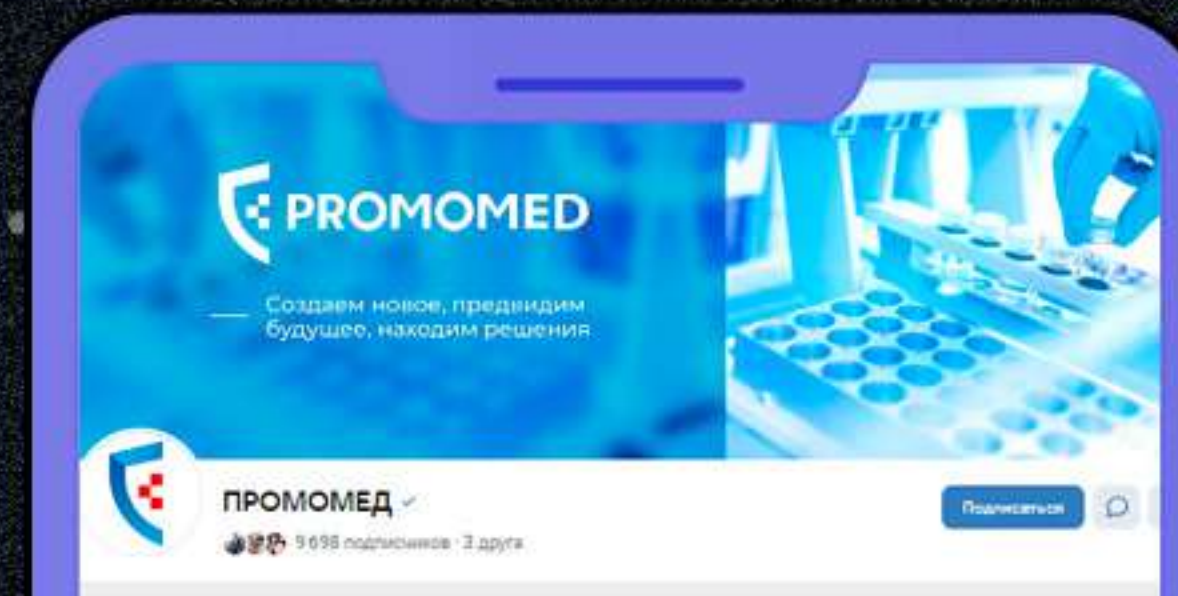 PROMOMED
Создаем новое, предвидим
будущее, находим решения
ПРОМОМЕД
9 698 подписчиков · 3 друга
Подписаться